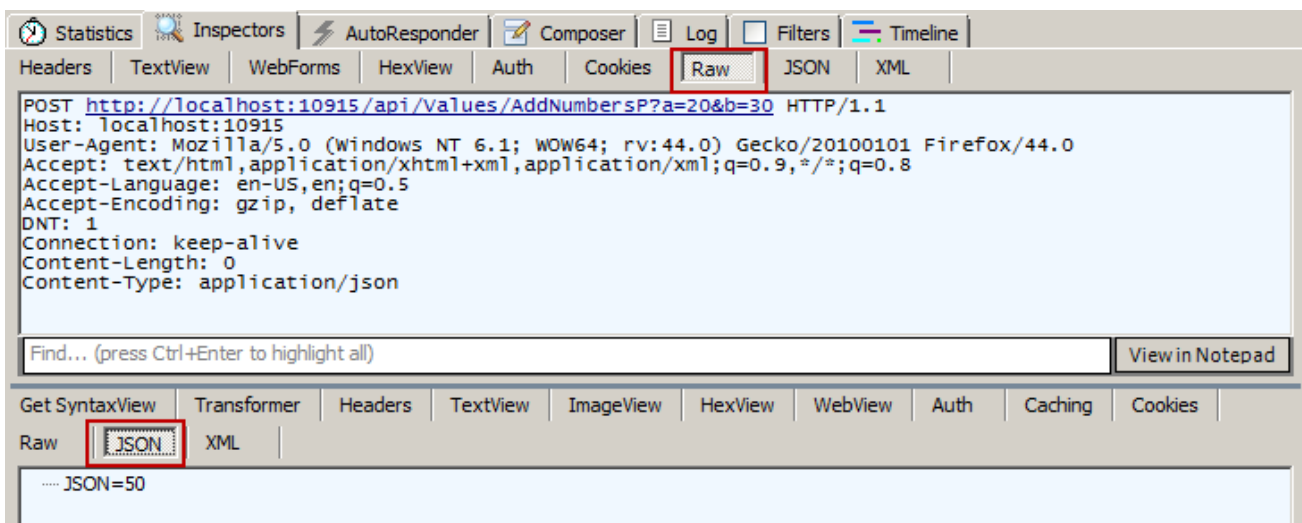 Statistics Inspectors AutoResponder Composer Log Filters Timeline
Headers TextView WebForms HexView Auth Cookies Raw JSON XML
POST http://localhost:10915/api/Values/AddNumbersP?a=20&b=30 HTTP/1.1
Host: localhost:10915
User-Agent: Mozilla/5.0 (Windows NT 6.1; WOW64; rv:44.0) Gecko/20100101 Firefox/44.0
Accept: text/html,application/xhtml+xml,application/xml;q=0.9,*/*;q=0.8
Accept-Language: en-US,en;q=0.5
Accept-Encoding: gzip, deflate
DNT: 1
Connection: keep-alive
Content-Length: 0
Content-Type: application/json
Find... (press Ctrl+Enter to highlight all) View in Notepad
Get SyntaxView Transformer Headers TextView ImageView HexView WebView Auth Caching Cookies
Raw JSON XML
JSON=50